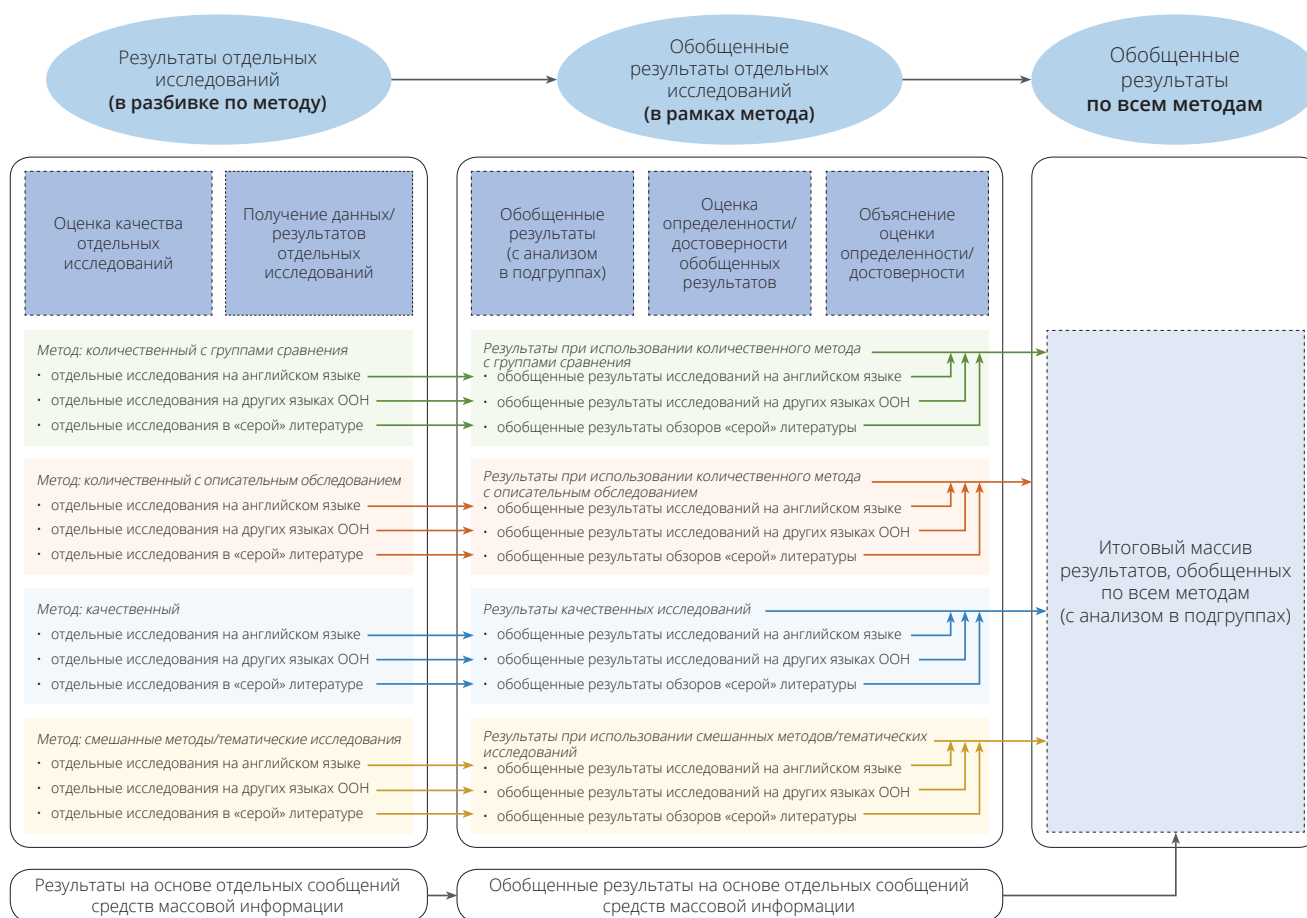 Результаты отдельных
исследований
(в разбивке по методу)
Обобщенные
результаты отдельных
исследований
(в рамках метода)
Обобщенные
результаты
по всем методам
Оценка качества
отдельных
исследований
Получение данных/
результатов
отдельных
исследований
Обобщенные
результаты
(с анализом
в подгруппах)
Оценка
определенности/
достоверности
обобщенных
результатов
Объяснение
оценки
определенности/
достоверности
Метод: количественный с группами сравнения
· отдельные исследования на английском языке
· отдельные исследования на других языках ООН
· отдельные исследования в «серой» литературе
Результаты при использовании количественного метода
с группами сравнения
· обобщенные результаты исследований на английском языке
· обобщенные результаты исследований на других языках ООН
· обобщенные результаты обзоров «серой» литературы
Метод: количественный с описательным обследованием
· отдельные исследования на английском языке
· отдельные исследования на других языках ООН
· отдельные исследования в «серой» литературе
Результаты при использовании количественного метода
с описательным обследованием
· обобщенные результаты исследований на английском языке
· обобщенные результаты исследований на других языках ООН
· обобщенные результаты обзоров «серой» литературы
Метод: качественный
· отдельные исследования на английском языке
· отдельные исследования на других языках ООН
· отдельные исследования в «серой» литературе
Результаты качественных исследований
· обобщенные результаты исследований на английском языке
· обобщенные результаты исследований на других языках ООН
· обобщенные результаты обзоров «серой» литературы
Метод: смешанные методы/тематические исследования
· отдельные исследования на английском языке
· отдельные исследования на других языках ООН
· отдельные исследования в «серой» литературе
Результаты при использовании смешанных методов/тематических
исследований
· обобщенные результаты исследований на английском языке
· обобщенные результаты исследований на других языках ООН
· обобщенные результаты обзоров «серой» литературы
Итоговый массив
результатов, обобщенных
по всем методам
(с анализом в подгруппах)
Результаты на основе отдельных сообщений
средств массовой информации
Обобщенные результаты на основе отдельных сообщений
средств массовой информации